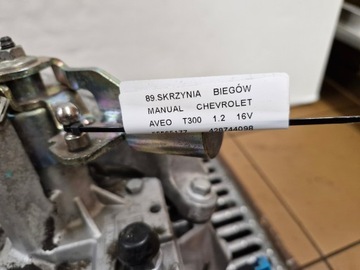 89.SKRZYNIA BIEGÓW
MANUAL CHEVROLET
AVEO T300 1.2 16V